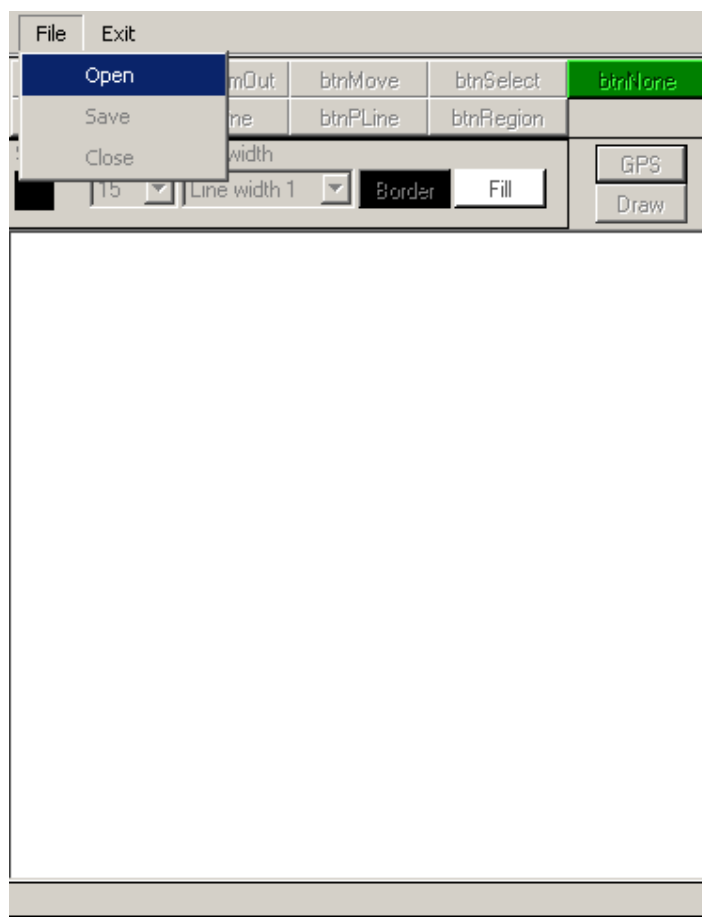 File Exit
Open mOut btnMove btnSelect btnNone
Save ne btnPLine btnRegion
Close width GPS
15 Line width 1 Border Fill
Draw